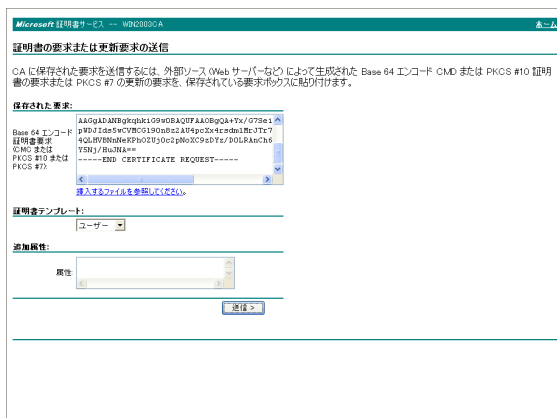 Microsoft 証明書サービス -- WIN2003CA ホーム
証明書の要求または更新要求の送信
CA に保存された要求を送信するには、外部ソース (Web サーバーなど) によって生成された Base 64 エンコード CMD または PKCS #10 証明
書の要求または PKCS #7 の更新の要求を、保存されている要求ボックスに貼り付けます。
保存された要求:
Base 64 エンコード
証明書要求
(CMC または
PKCS #10 または
PKCS #7):
AAGgADANBgkqhkiG9w0BAQUFAAOBgQA+Yx/G7Sei
pWDJIds5wCVMCG190n8z2AU4pcXx4rsdmlMrJTr7
4QLHVBNnNeKPhOZUj0c2pNoXC9zDYz/DOLRAnCh6
YSNj/HuJNA==
-----END CERTIFICATE REQUEST-----
挿入するファイルを参照してください。
証明書テンプレート:
ユーザー
追加属性:
属性:
送信 >